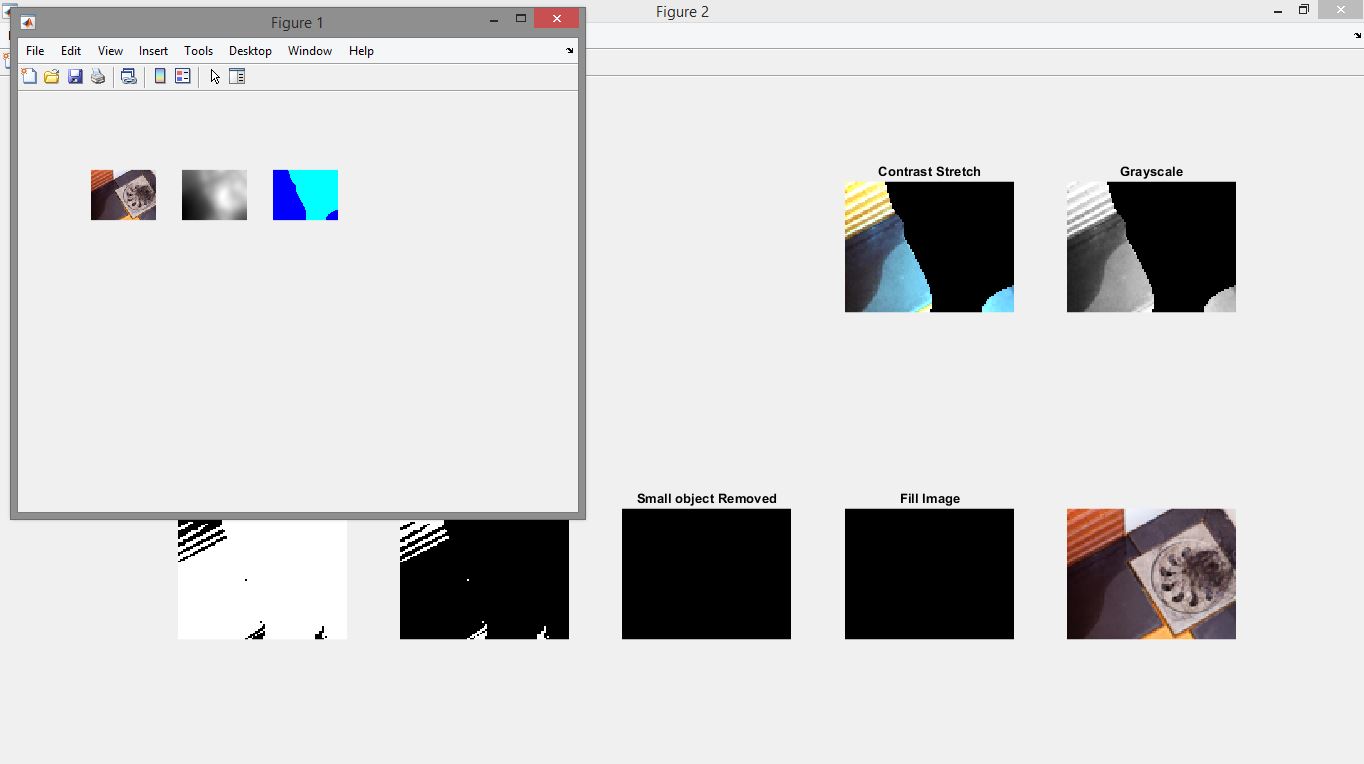 Figure 2
Figure 1
File Edit View Insert Tools Desktop Window Help
Contrast Stretch Grayscale
Small object Removed Fill Image